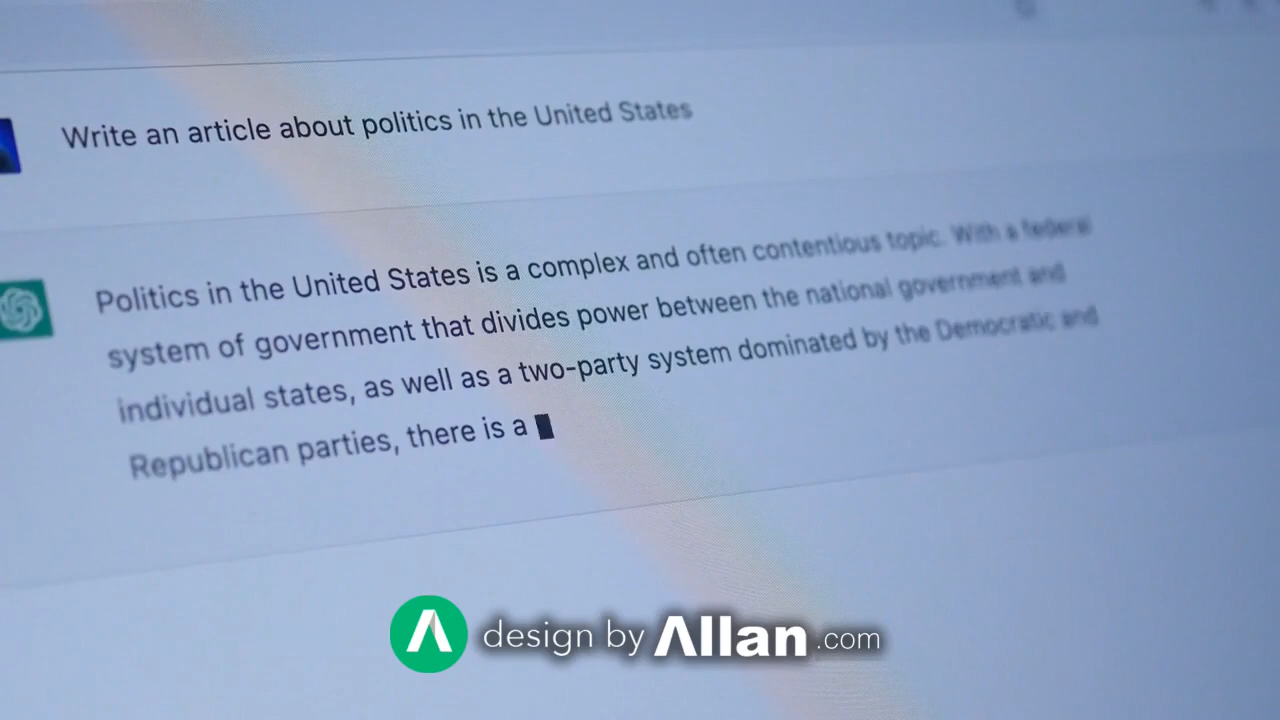 Write an article about politics in the United States
Politics in the United States is a complex and often contentious topic. With a federal
system of government that divides power between the national government and
individual states, as well as a two-party system dominated by the Democratic and
Republican parties, there is a
design by Allan.com